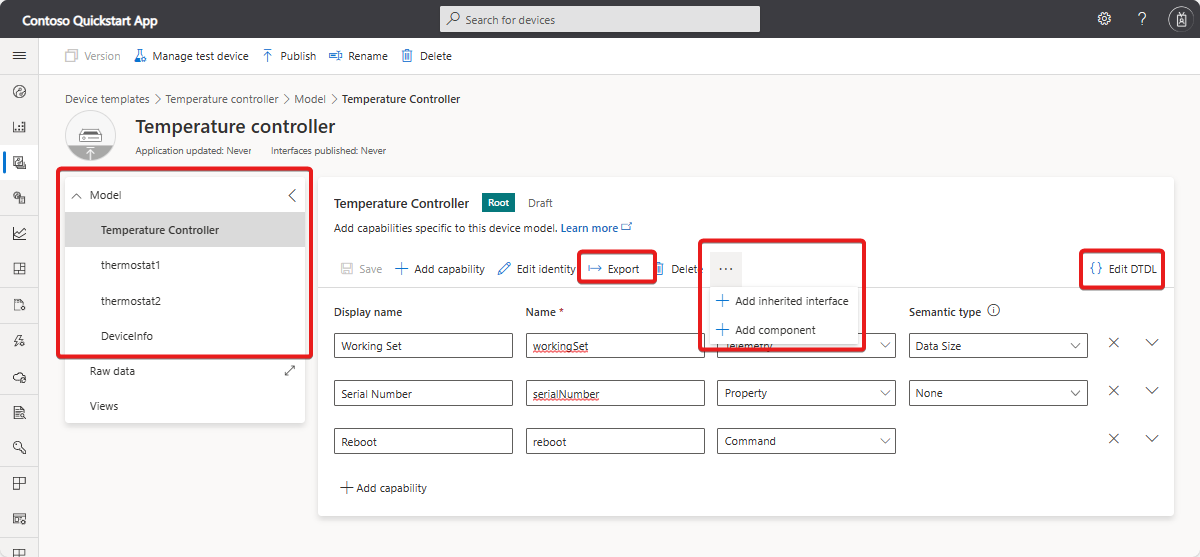 Contoso Quickstart App
Search for devices
?
Version Manage test device Publish Rename Delete
Device templates > Temperature controller > Model > Temperature Controller
Temperature controller
Application updated: Never Interfaces published: Never
Model
Temperature Controller
thermostat1
thermostat2
DeviceInfo
Raw data
Views
Temperature Controller Root Draft
Add capabilities specific to this device model. Learn more
Save + Add capability Edit identity Export Delete ... {} Edit DTDL
+ Add inherited interface
+ Add component
Display name Name * Semantic type
Working Set workingSet Telemetry Data Size
Serial Number serialNumber Property None
Reboot reboot Command
+ Add capability